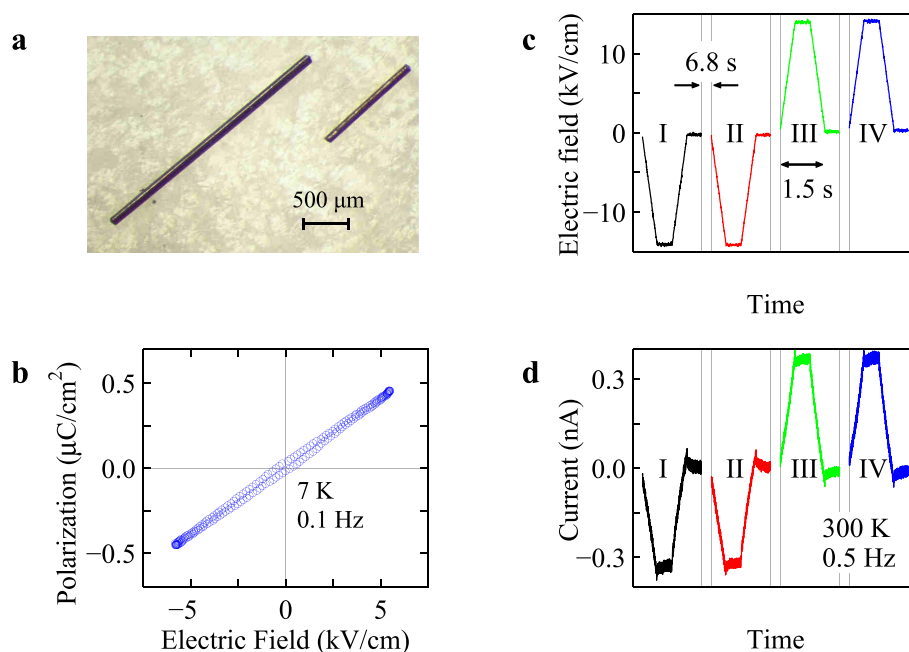 a
500 μm
b
Polarization (μC/cm²)
0.5
0.0
−0.5
7 K
0.1 Hz
−5
0
5
Electric Field (kV/cm)
c
Electric field (kV/cm)
10
0
−10
6.8 s
I
II
III
IV
1.5 s
Time
d
Current (nA)
0.3
0.0
−0.3
I
II
III
IV
300 K
0.5 Hz
Time